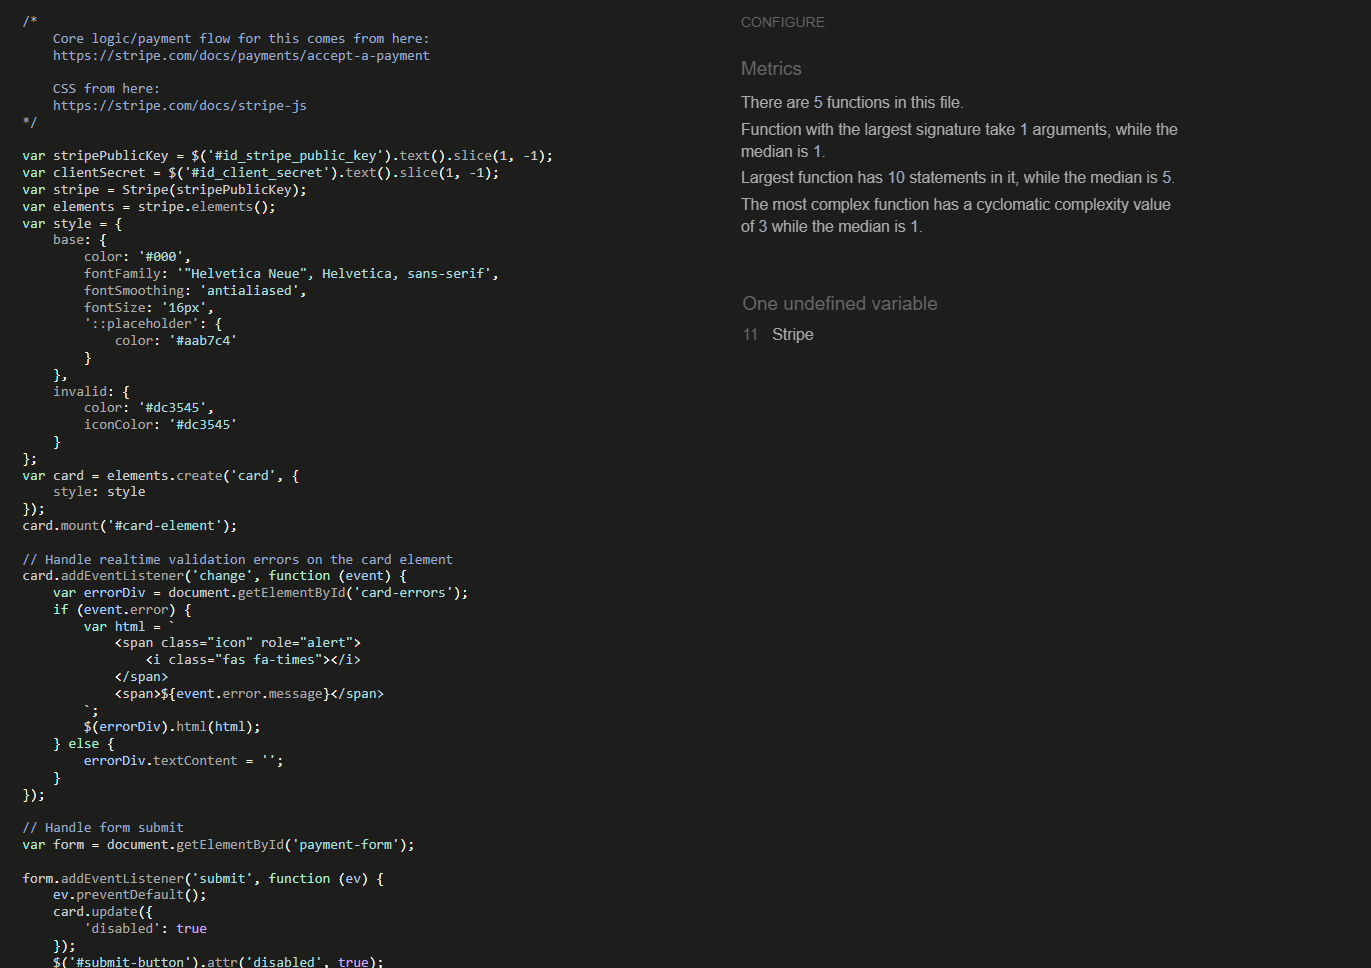 /*
    Core logic/payment flow for this comes from here:
    https://stripe.com/docs/payments/accept-a-payment

    CSS from here:
    https://stripe.com/docs/stripe-js
*/

var stripePublicKey = $('#id_stripe_public_key').text().slice(1, -1);
var clientSecret = $('#id_client_secret').text().slice(1, -1);
var stripe = Stripe(stripePublicKey);
var elements = stripe.elements();
var style = {
    base: {
        color: '#000',
        fontFamily: '"Helvetica Neue", Helvetica, sans-serif',
        fontSmoothing: 'antialiased',
        fontSize: '16px',
        '::placeholder': {
            color: '#aab7c4'
        }
    },
    invalid: {
        color: '#dc3545',
        iconColor: '#dc3545'
    }
};
var card = elements.create('card', {
    style: style
});
card.mount('#card-element');

// Handle realtime validation errors on the card element
card.addEventListener('change', function (event) {
    var errorDiv = document.getElementById('card-errors');
    if (event.error) {
        var html = `
            <span class="icon" role="alert">
                <i class="fas fa-times"></i>
            </span>
            <span>${event.error.message}</span>
        `;
        $(errorDiv).html(html);
    } else {
        errorDiv.textContent = '';
    }
});

// Handle form submit
var form = document.getElementById('payment-form');

form.addEventListener('submit', function (ev) {
    ev.preventDefault();
    card.update({
        'disabled': true
    });
    $('#submit-button').attr('disabled', true);
CONFIGURE
Metrics
There are 5 functions in this file.
Function with the largest signature take 1 arguments, while the
median is 1.
Largest function has 10 statements in it, while the median is 5.
The most complex function has a cyclomatic complexity value
of 3 while the median is 1.
One undefined variable
11 Stripe